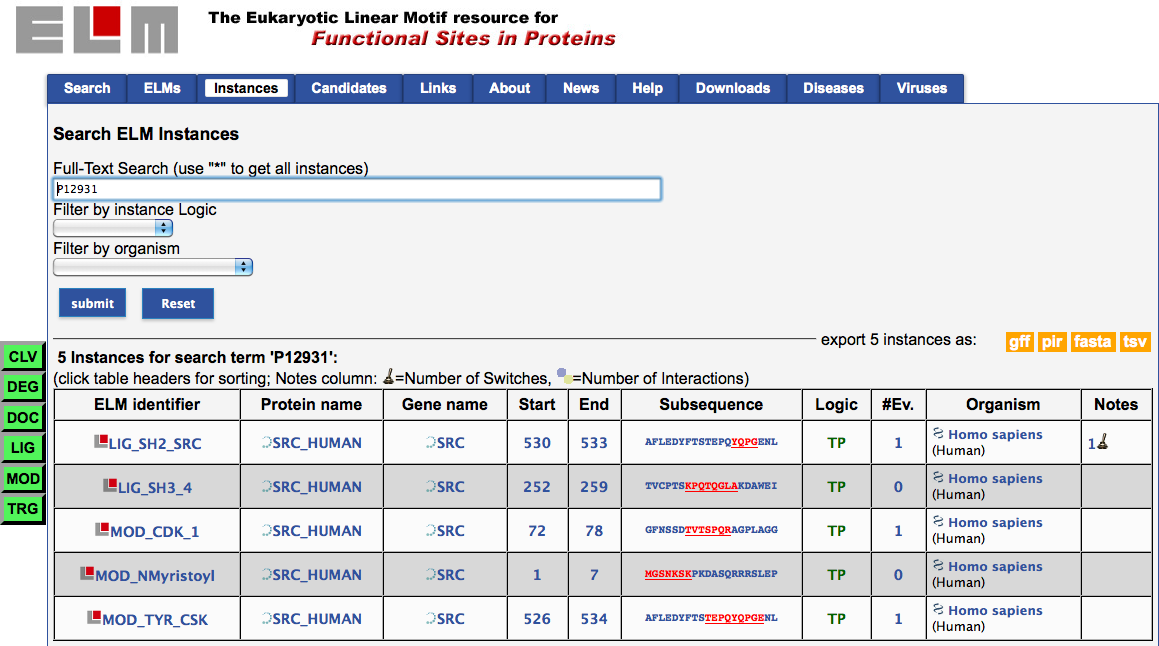 ELM
The Eukaryotic Linear Motif resource for
Functional Sites in Proteins
Search ELMs Instances Candidates Links About News Help Downloads Diseases Viruses
Search ELM Instances
Full-Text Search (use "*" to get all instances)
P12931
Filter by instance Logic
Filter by organism
submit Reset
export 5 instances as: gff pir fasta tsv
5 Instances for search term 'P12931':
(click table headers for sorting; Notes column: =Number of Switches, =Number of Interactions)
CLV
DEG
DOC
LIG
MOD
TRG
ELM identifier Protein name Gene name Start End Subsequence Logic #Ev. Organism Notes
LIG_SH2_SRC SRC_HUMAN SRC 530 533 AFLEDYFTSTEPQYQPGENL TP 1 Homo sapiens 1
(Human)
LIG_SH3_4 SRC_HUMAN SRC 252 259 TVCPTSKPQTQGLAKDAWEI TP 0 Homo sapiens
(Human)
MOD_CDK_1 SRC_HUMAN SRC 72 78 GFNSSDTVTSPQRAGPLAGG TP 1 Homo sapiens
(Human)
MOD_NMyristoyl SRC_HUMAN SRC 1 7 MGSNKSKPKDASQRRRSLEP TP 0 Homo sapiens
(Human)
MOD_TYR_CSK SRC_HUMAN SRC 526 534 AFLEDYFTSTEPQYQPGENL TP 1 Homo sapiens
(Human)